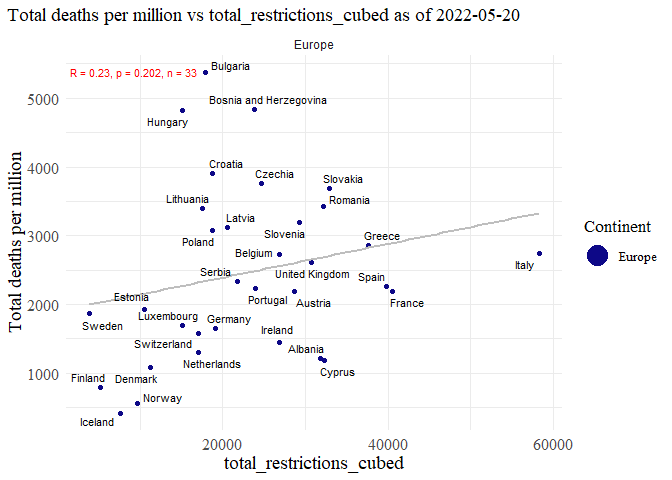 Total deaths per million vs total_restrictions_cubed as of 2022-05-20
Europe
R = 0.23, p = 0.202, n = 33
Bulgaria
Bosnia and Herzegovina
Hungary
Croatia
Czechia
Slovakia
Lithuania
Romania
Latvia
Poland
Slovenia
Greece
Belgium
Italy
Serbia
United Kingdom
Spain
Estonia
Portugal
Austria
France
Sweden
Luxembourg
Germany
Switzerland
Ireland
Netherlands
Albania
Cyprus
Finland
Denmark
Norway
Iceland
5000
4000
3000
2000
1000
Total deaths per million
20000
40000
60000
total_restrictions_cubed
Continent
Europe